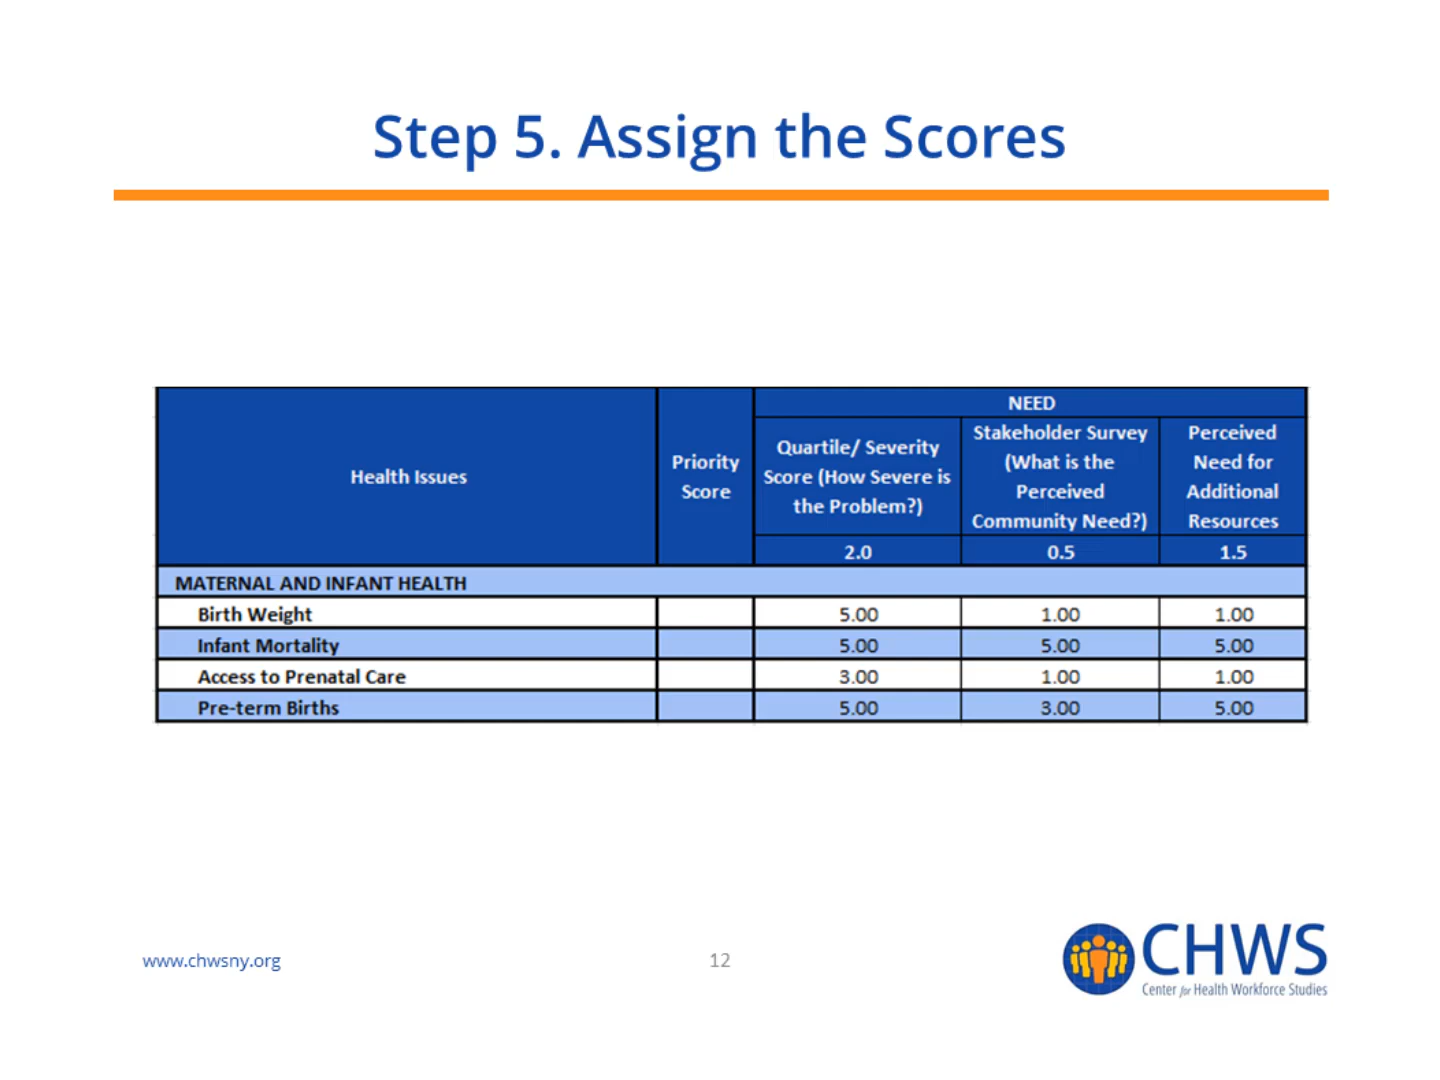 Step 5. Assign the Scores
Health Issues
Priority
Score
NEED
Quartile/ Severity
Score (How Severe is
the Problem?)
Stakeholder Survey
(What is the
Perceived
Community Need?)
Perceived
Need for
Additional
Resources
2.0 0.5 1.5
MATERNAL AND INFANT HEALTH
Birth Weight 5.00 1.00 1.00
Infant Mortality 5.00 5.00 5.00
Access to Prenatal Care 3.00 1.00 1.00
Pre-term Births 5.00 3.00 5.00
www.chwsny.org
12
CHWS
Center for Health Workforce Studies